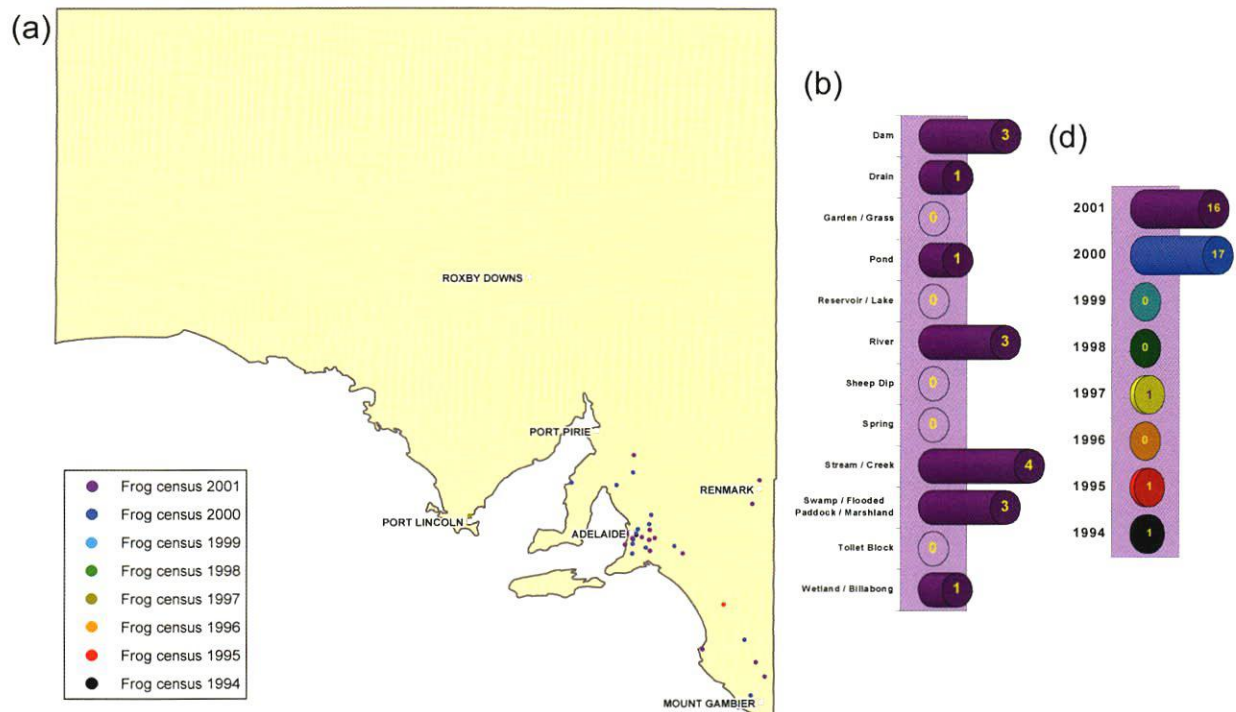 (a)
ROXBY DOWNS
PORT PIRIE
RENMARK
PORT LINCOLN
ADELAIDE
MOUNT GAMBIER
Frog census 2001
Frog census 2000
Frog census 1999
Frog census 1998
Frog census 1997
Frog census 1996
Frog census 1995
Frog census 1994
(b)
Dam 3
Drain 1
Garden / Grass 0
Pond 1
Reservoir / Lake 0
River 3
Sheep Dip 0
Spring 0
Stream / Creek 4
Swamp / Flooded
Paddock / Marshland 3
Toilet Block 0
Wetland / Billabong 1
(d)
2001 16
2000 17
1999 0
1998 0
1997 1
1996 0
1995 1
1994 1